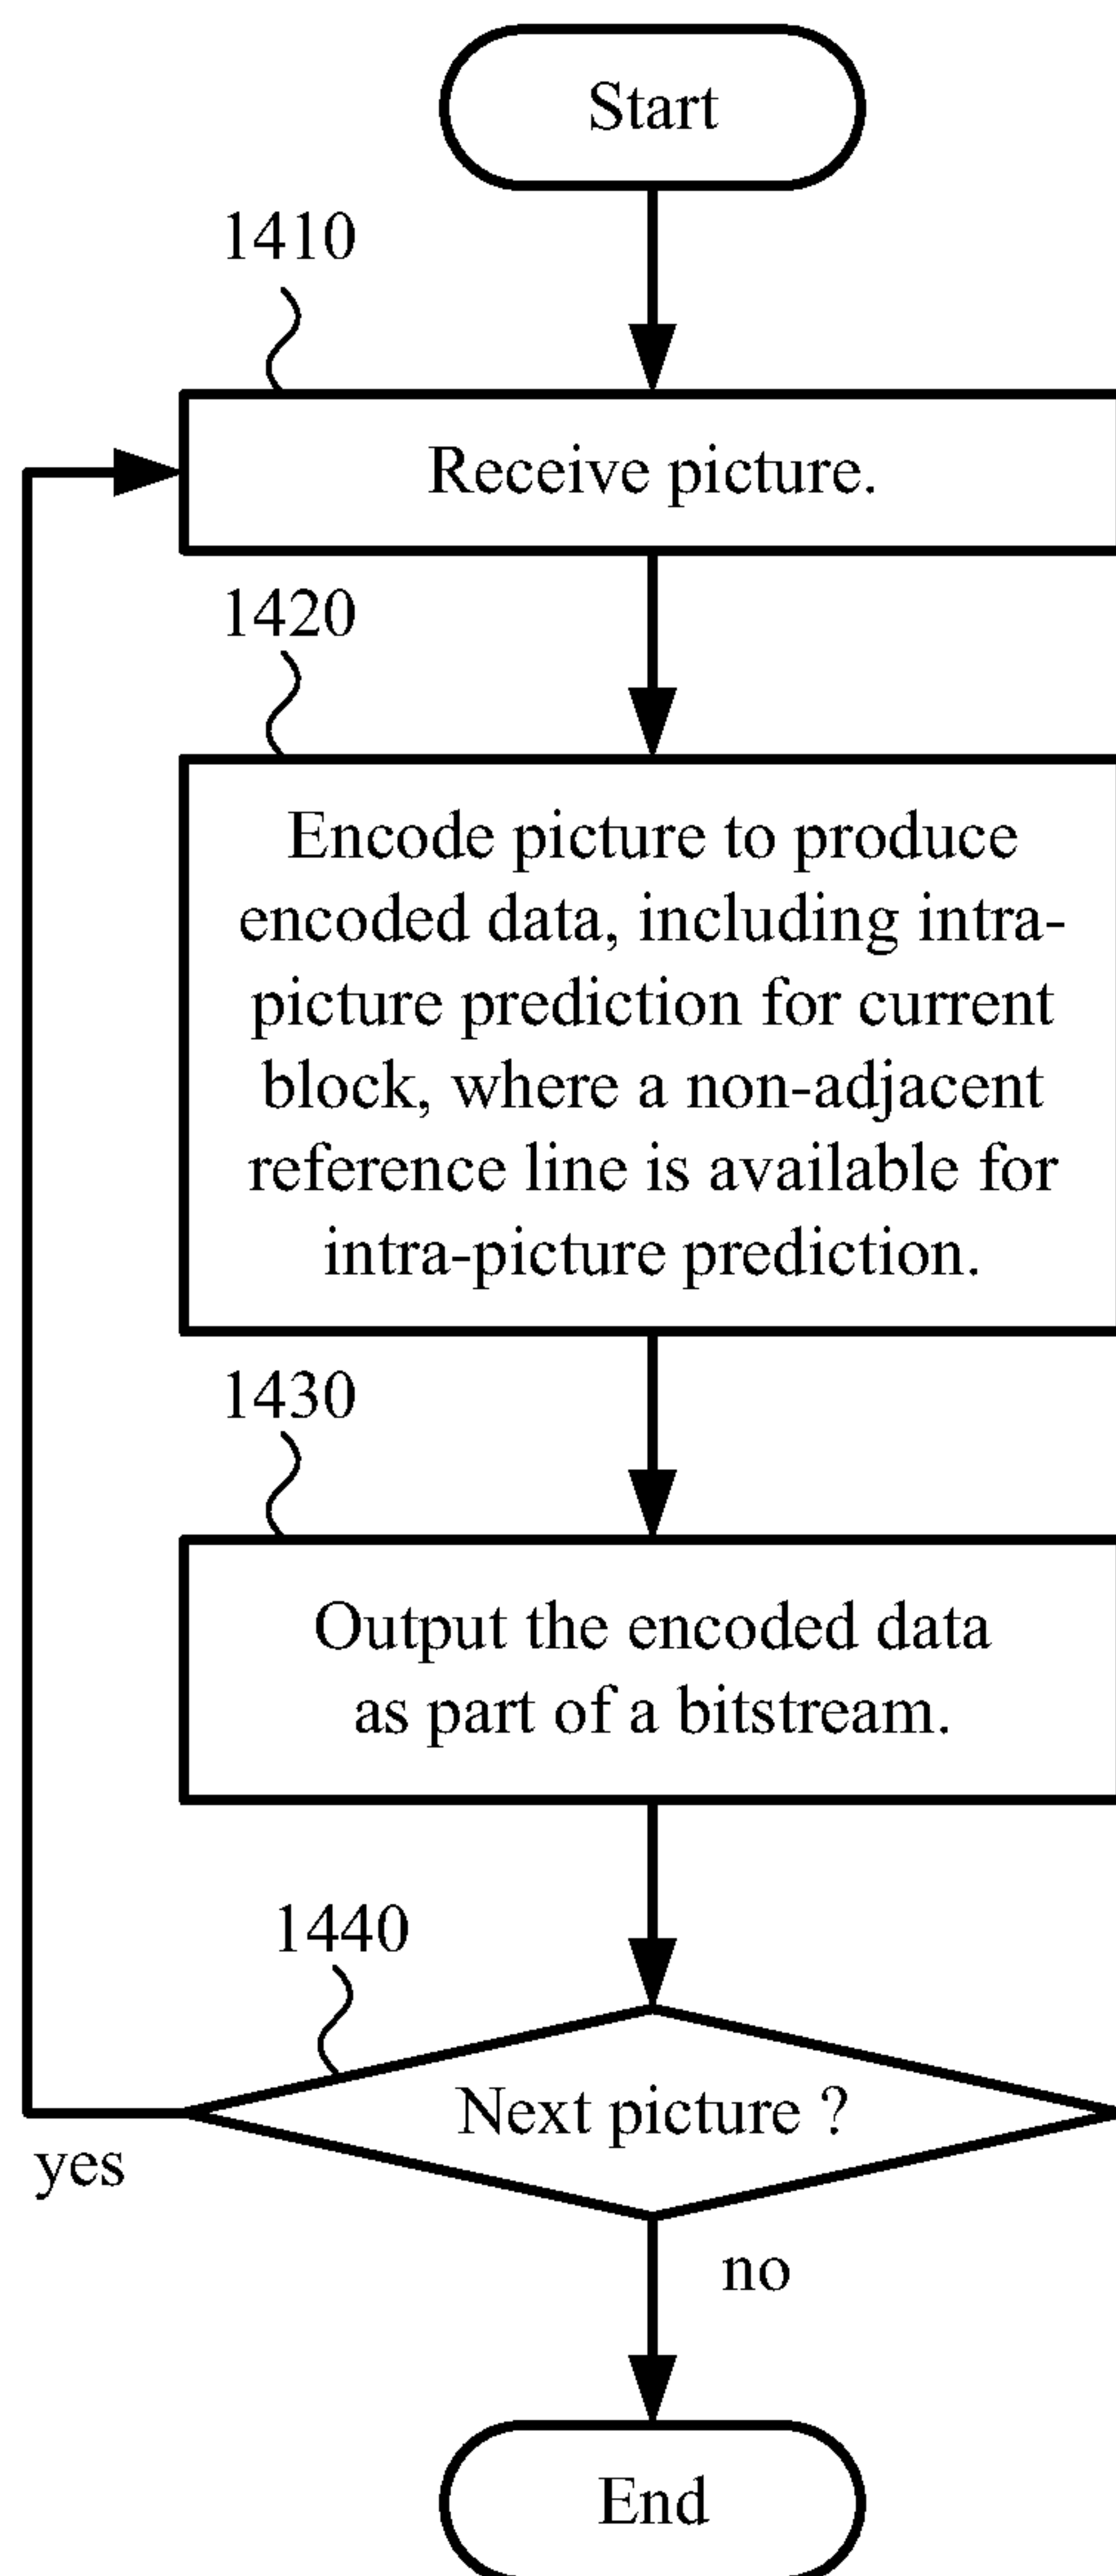 Start
1410
Receive picture.
1420
Encode picture to produce
encoded data, including intra-
picture prediction for current
block, where a non-adjacent
reference line is available for
intra-picture prediction.
1430
Output the encoded data
as part of a bitstream.
1440
Next picture ?
yes
no
End